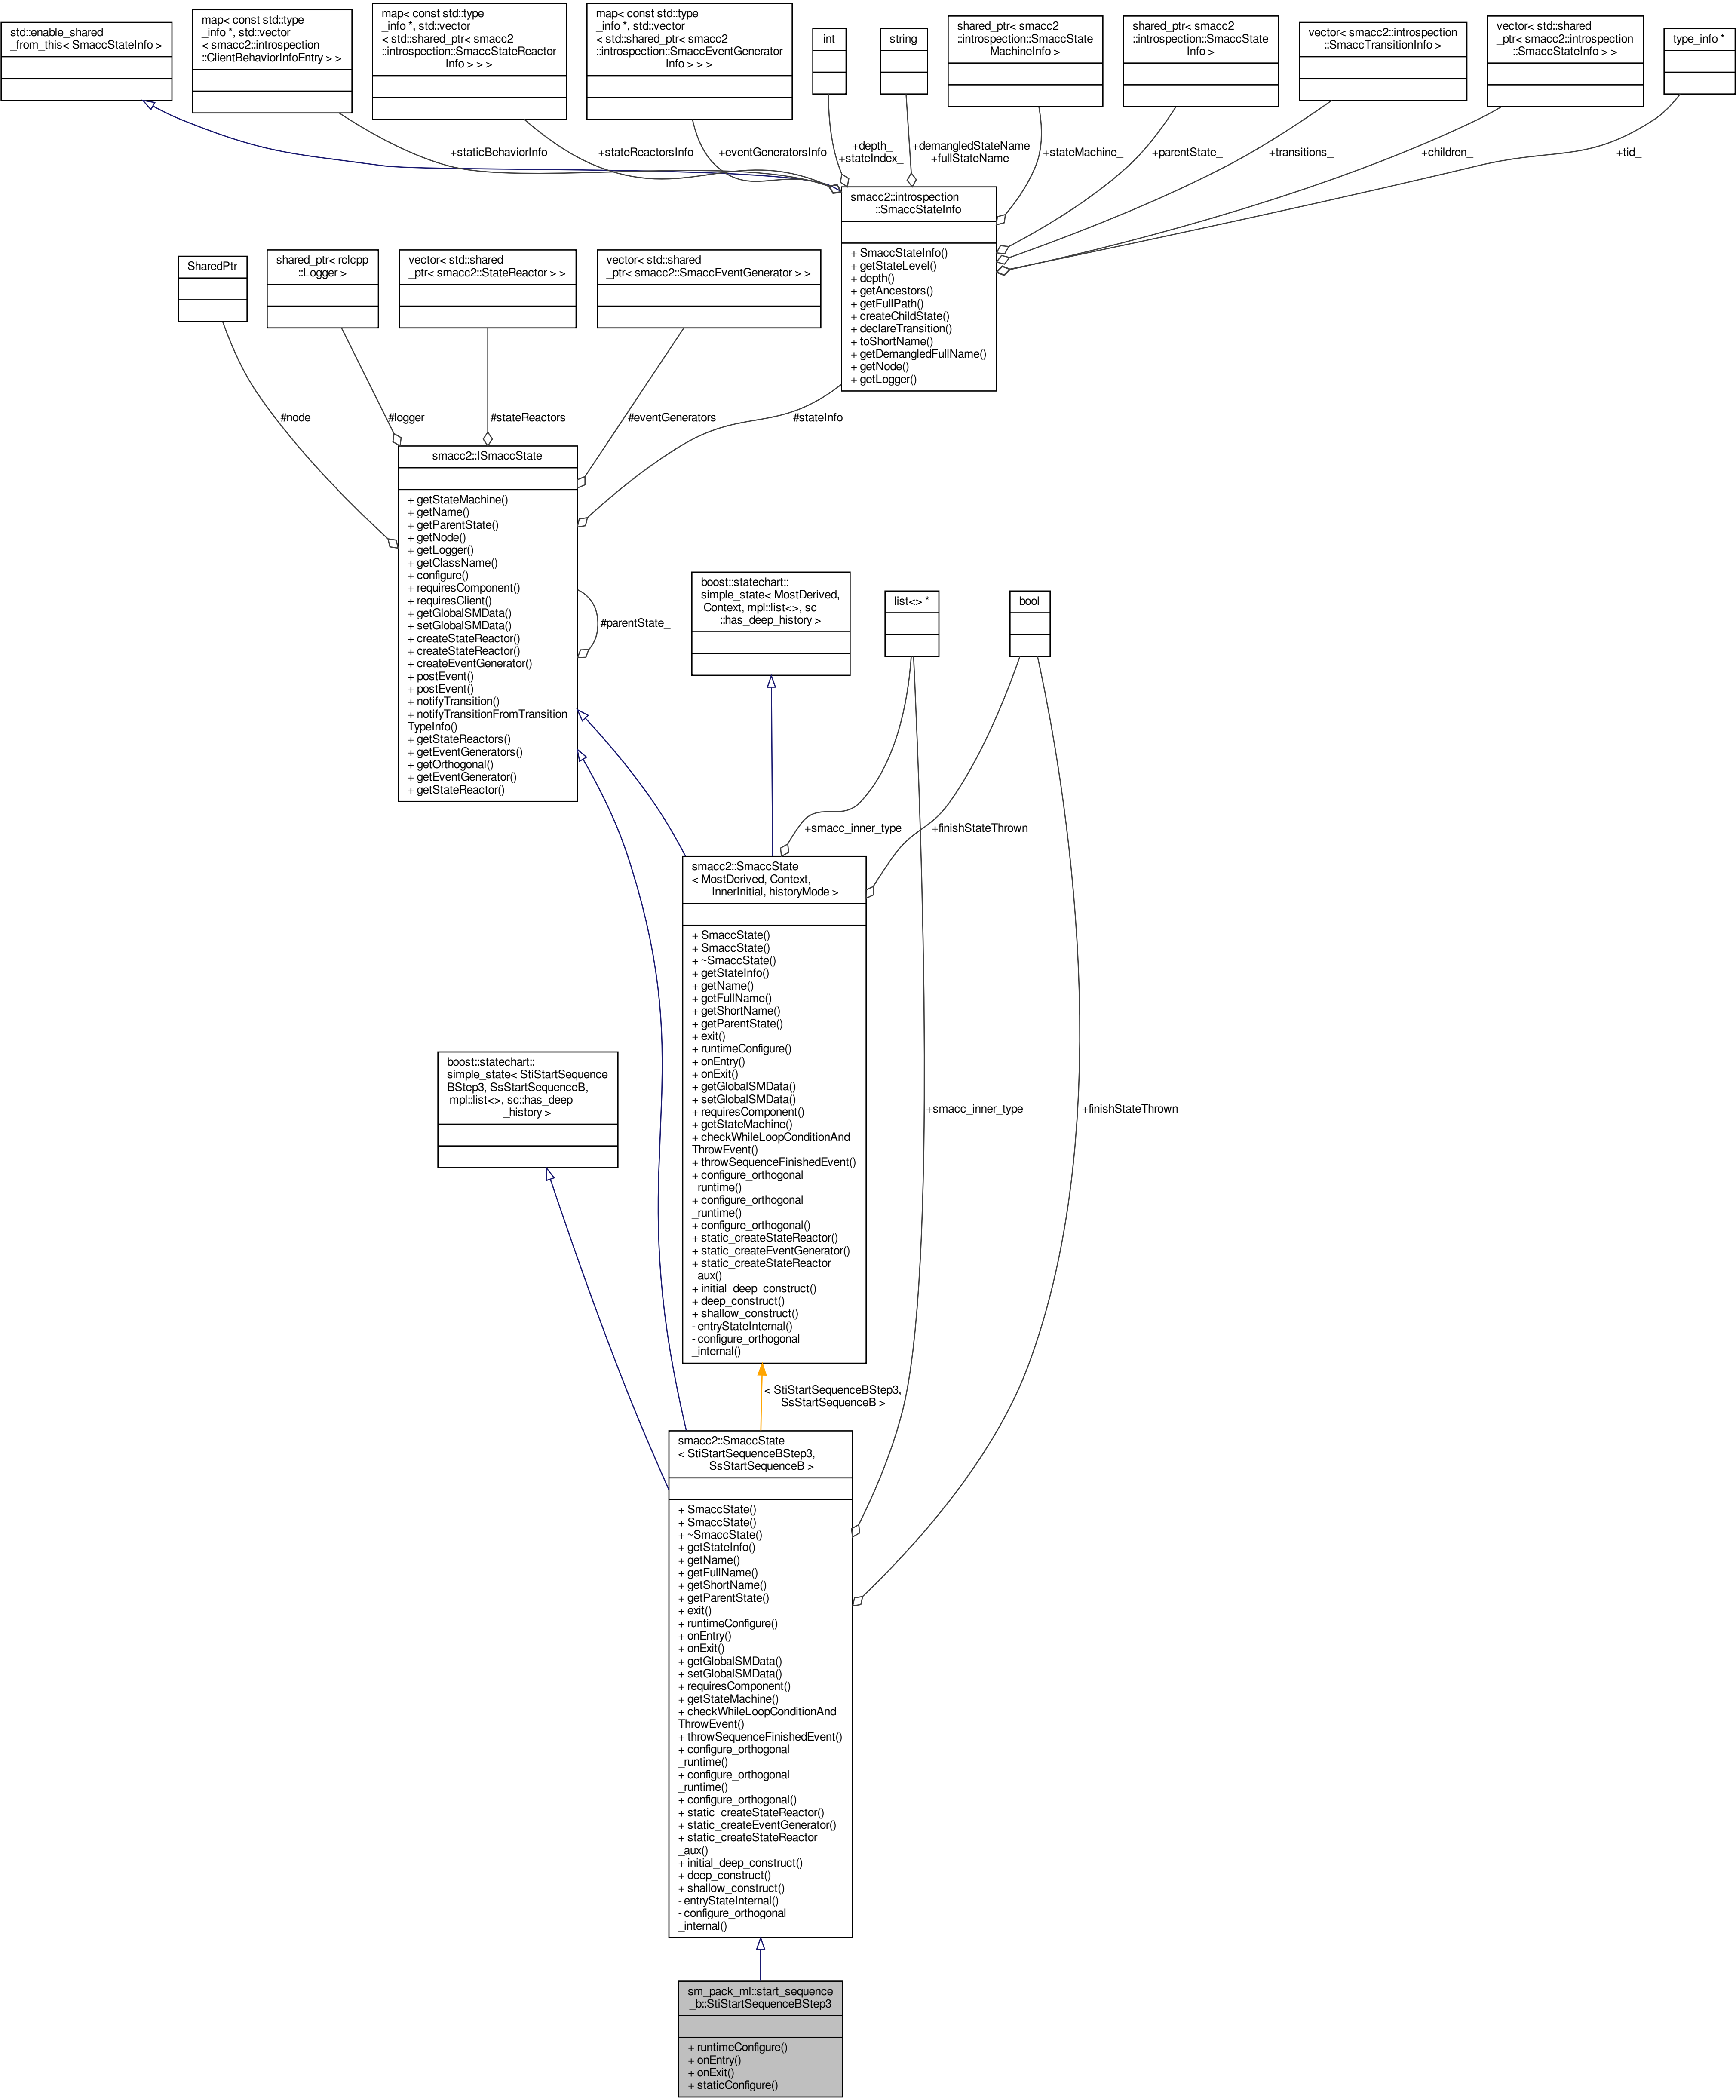 std::enable_shared
_from_this< SmaccStateInfo >
map< const std::type
_info *, std::vector
< smacc2::introspection
::ClientBehaviorInfoEntry > >
map< const std::type
_info *, std::vector
< std::shared_ptr< smacc2
::introspection::SmaccStateReactor
Info > > >
map< const std::type
_info *, std::vector
< std::shared_ptr< smacc2
::introspection::SmaccEventGenerator
Info > > >
int
string
shared_ptr< smacc2
::introspection::SmaccState
MachineInfo >
shared_ptr< smacc2
::introspection::SmaccState
Info >
vector< smacc2::introspection
::SmaccTransitionInfo >
vector< std::shared
_ptr< smacc2::introspection
::SmaccStateInfo > >
type_info *
+staticBehaviorInfo
+stateReactorsInfo
+eventGeneratorsInfo
+depth_
+stateIndex_
+demangledStateName
+fullStateName
+stateMachine_
+parentState_
+transitions_
+children_
+tid_
smacc2::introspection
::SmaccStateInfo
+ SmaccStateInfo()
+ getStateLevel()
+ depth()
+ getAncestors()
+ getFullPath()
+ createChildState()
+ declareTransition()
+ toShortName()
+ getDemangledFullName()
+ getNode()
+ getLogger()
SharedPtr
shared_ptr< rclcpp
::Logger >
vector< std::shared
_ptr< smacc2::StateReactor > >
vector< std::shared
_ptr< smacc2::SmaccEventGenerator > >
#node_
#logger_
#stateReactors_
#eventGenerators_
#stateInfo_
smacc2::ISmaccState
+ getStateMachine()
+ getName()
+ getParentState()
+ getNode()
+ getLogger()
+ getClassName()
+ configure()
+ requiresComponent()
+ requiresClient()
+ getGlobalSMData()
+ setGlobalSMData()
+ createStateReactor()
+ createStateReactor()
+ createEventGenerator()
+ postEvent()
+ postEvent()
+ notifyTransition()
+ notifyTransitionFromTransition
TypeInfo()
+ getStateReactors()
+ getEventGenerators()
+ getOrthogonal()
+ getEventGenerator()
+ getStateReactor()
#parentState_
boost::statechart::
simple_state< MostDerived,
Context, mpl::list<>, sc
::has_deep_history >
list<> *
bool
+smacc_inner_type
+finishStateThrown
smacc2::SmaccState
< MostDerived, Context,
InnerInitial, historyMode >
+ SmaccState()
+ SmaccState()
+ ~SmaccState()
+ getStateInfo()
+ getName()
+ getFullName()
+ getShortName()
+ getParentState()
+ exit()
+ runtimeConfigure()
+ onEntry()
+ onExit()
+ getGlobalSMData()
+ setGlobalSMData()
+ requiresComponent()
+ getStateMachine()
+ checkWhileLoopConditionAnd
ThrowEvent()
+ throwSequenceFinishedEvent()
+ configure_orthogonal
_runtime()
+ configure_orthogonal
_runtime()
+ configure_orthogonal()
+ static_createStateReactor()
+ static_createEventGenerator()
+ static_createStateReactor
_aux()
+ initial_deep_construct()
+ deep_construct()
+ shallow_construct()
- entryStateInternal()
- configure_orthogonal
_internal()
boost::statechart::
simple_state< StiStartSequence
BStep3, SsStartSequenceB,
mpl::list<>, sc::has_deep
_history >
+smacc_inner_type
+finishStateThrown
< StiStartSequenceBStep3,
SsStartSequenceB >
smacc2::SmaccState
< StiStartSequenceBStep3,
SsStartSequenceB >
+ SmaccState()
+ SmaccState()
+ ~SmaccState()
+ getStateInfo()
+ getName()
+ getFullName()
+ getShortName()
+ getParentState()
+ exit()
+ runtimeConfigure()
+ onEntry()
+ onExit()
+ getGlobalSMData()
+ setGlobalSMData()
+ requiresComponent()
+ getStateMachine()
+ checkWhileLoopConditionAnd
ThrowEvent()
+ throwSequenceFinishedEvent()
+ configure_orthogonal
_runtime()
+ configure_orthogonal
_runtime()
+ configure_orthogonal()
+ static_createStateReactor()
+ static_createEventGenerator()
+ static_createStateReactor
_aux()
+ initial_deep_construct()
+ deep_construct()
+ shallow_construct()
- entryStateInternal()
- configure_orthogonal
_internal()
sm_pack_ml::start_sequence
_b::StiStartSequenceBStep3
+ runtimeConfigure()
+ onEntry()
+ onExit()
+ staticConfigure()